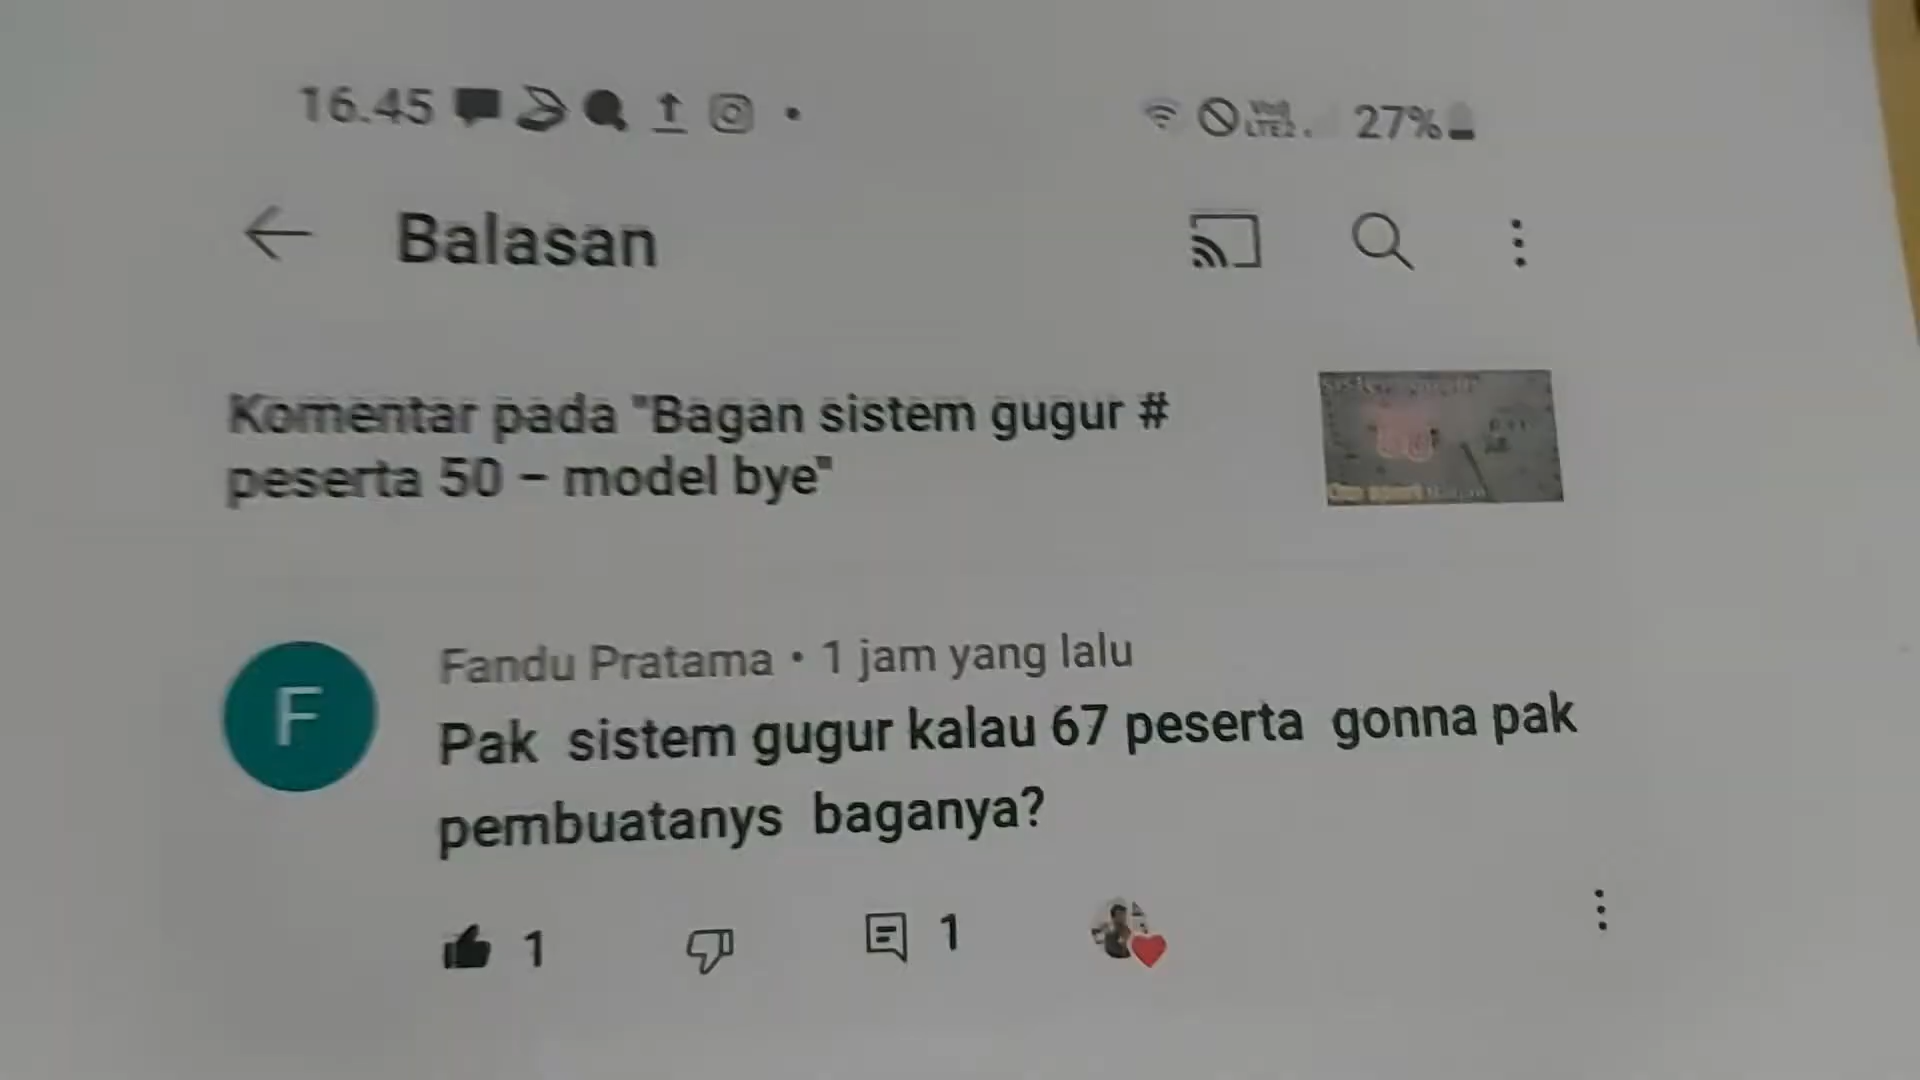 16.45
27%
Balasan
Komentar pada "Bagan sistem gugur #
peserta 50 – model bye"
F
Fandu Pratama • 1 jam yang lalu
Pak sistem gugur kalau 67 peserta gonna pak
pembuatanys baganya?
1
1